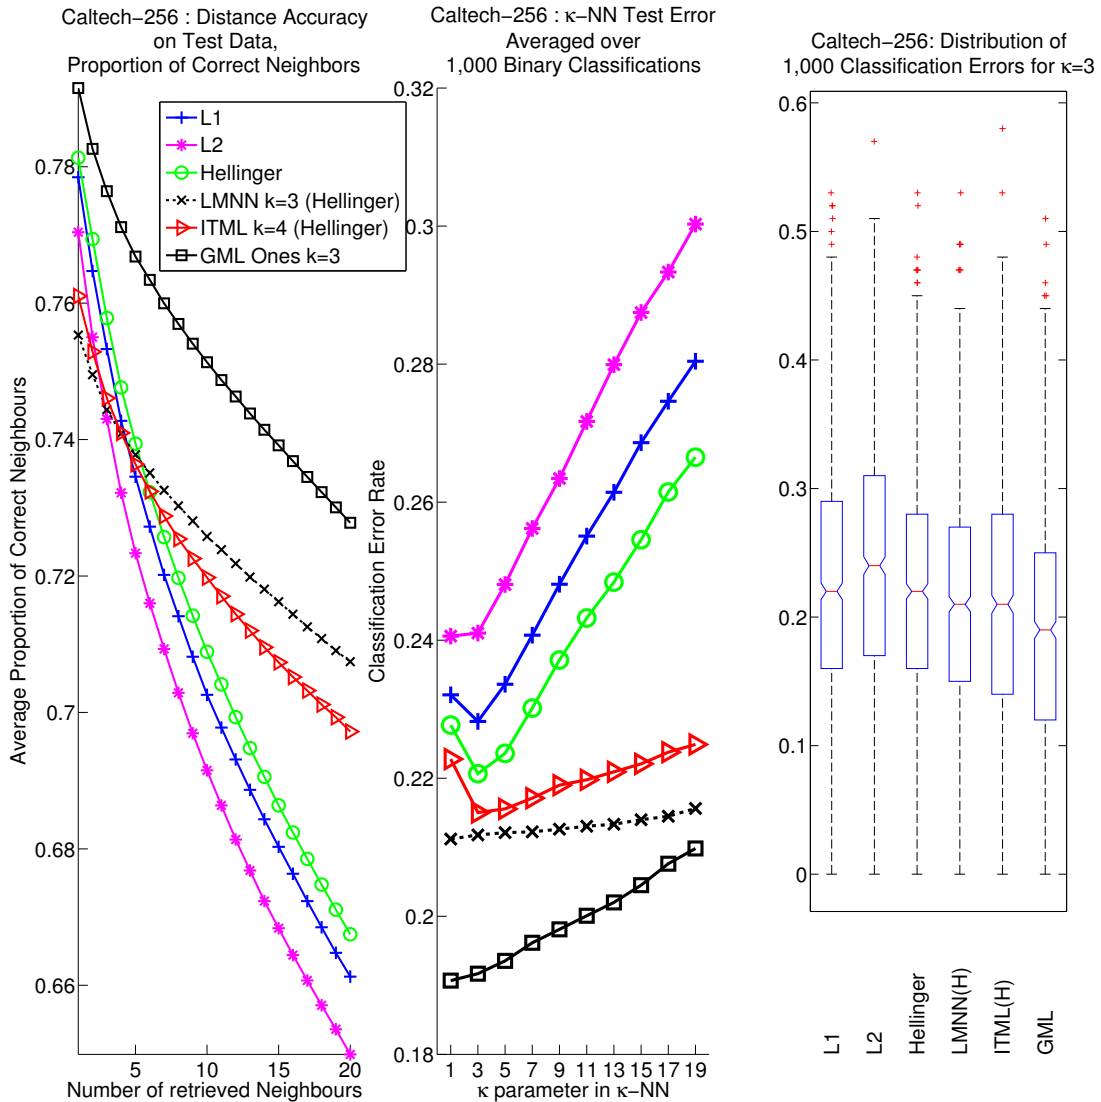 Caltech−256 : Distance Accuracy
on Test Data,
Proportion of Correct Neighbors
0.78
0.76
0.74
0.72
0.7
0.68
0.66
Average Proportion of Correct Neighbours
5
10
15
20
Number of retrieved Neighbours
L1
L2
Hellinger
LMNN k=3 (Hellinger)
ITML k=4 (Hellinger)
GML Ones k=3
Caltech−256 : κ−NN Test Error
Averaged over
1,000 Binary Classifications
0.32
0.3
0.28
0.26
0.24
0.22
0.2
0.18
Classification Error Rate
1 3 5 7 9 11 13 15 17 19
κ parameter in κ−NN
Caltech−256: Distribution of
1,000 Classification Errors for κ=3
0.6
0.5
0.4
0.3
0.2
0.1
0
L1
L2
Hellinger
LMNN(H)
ITML(H)
GML